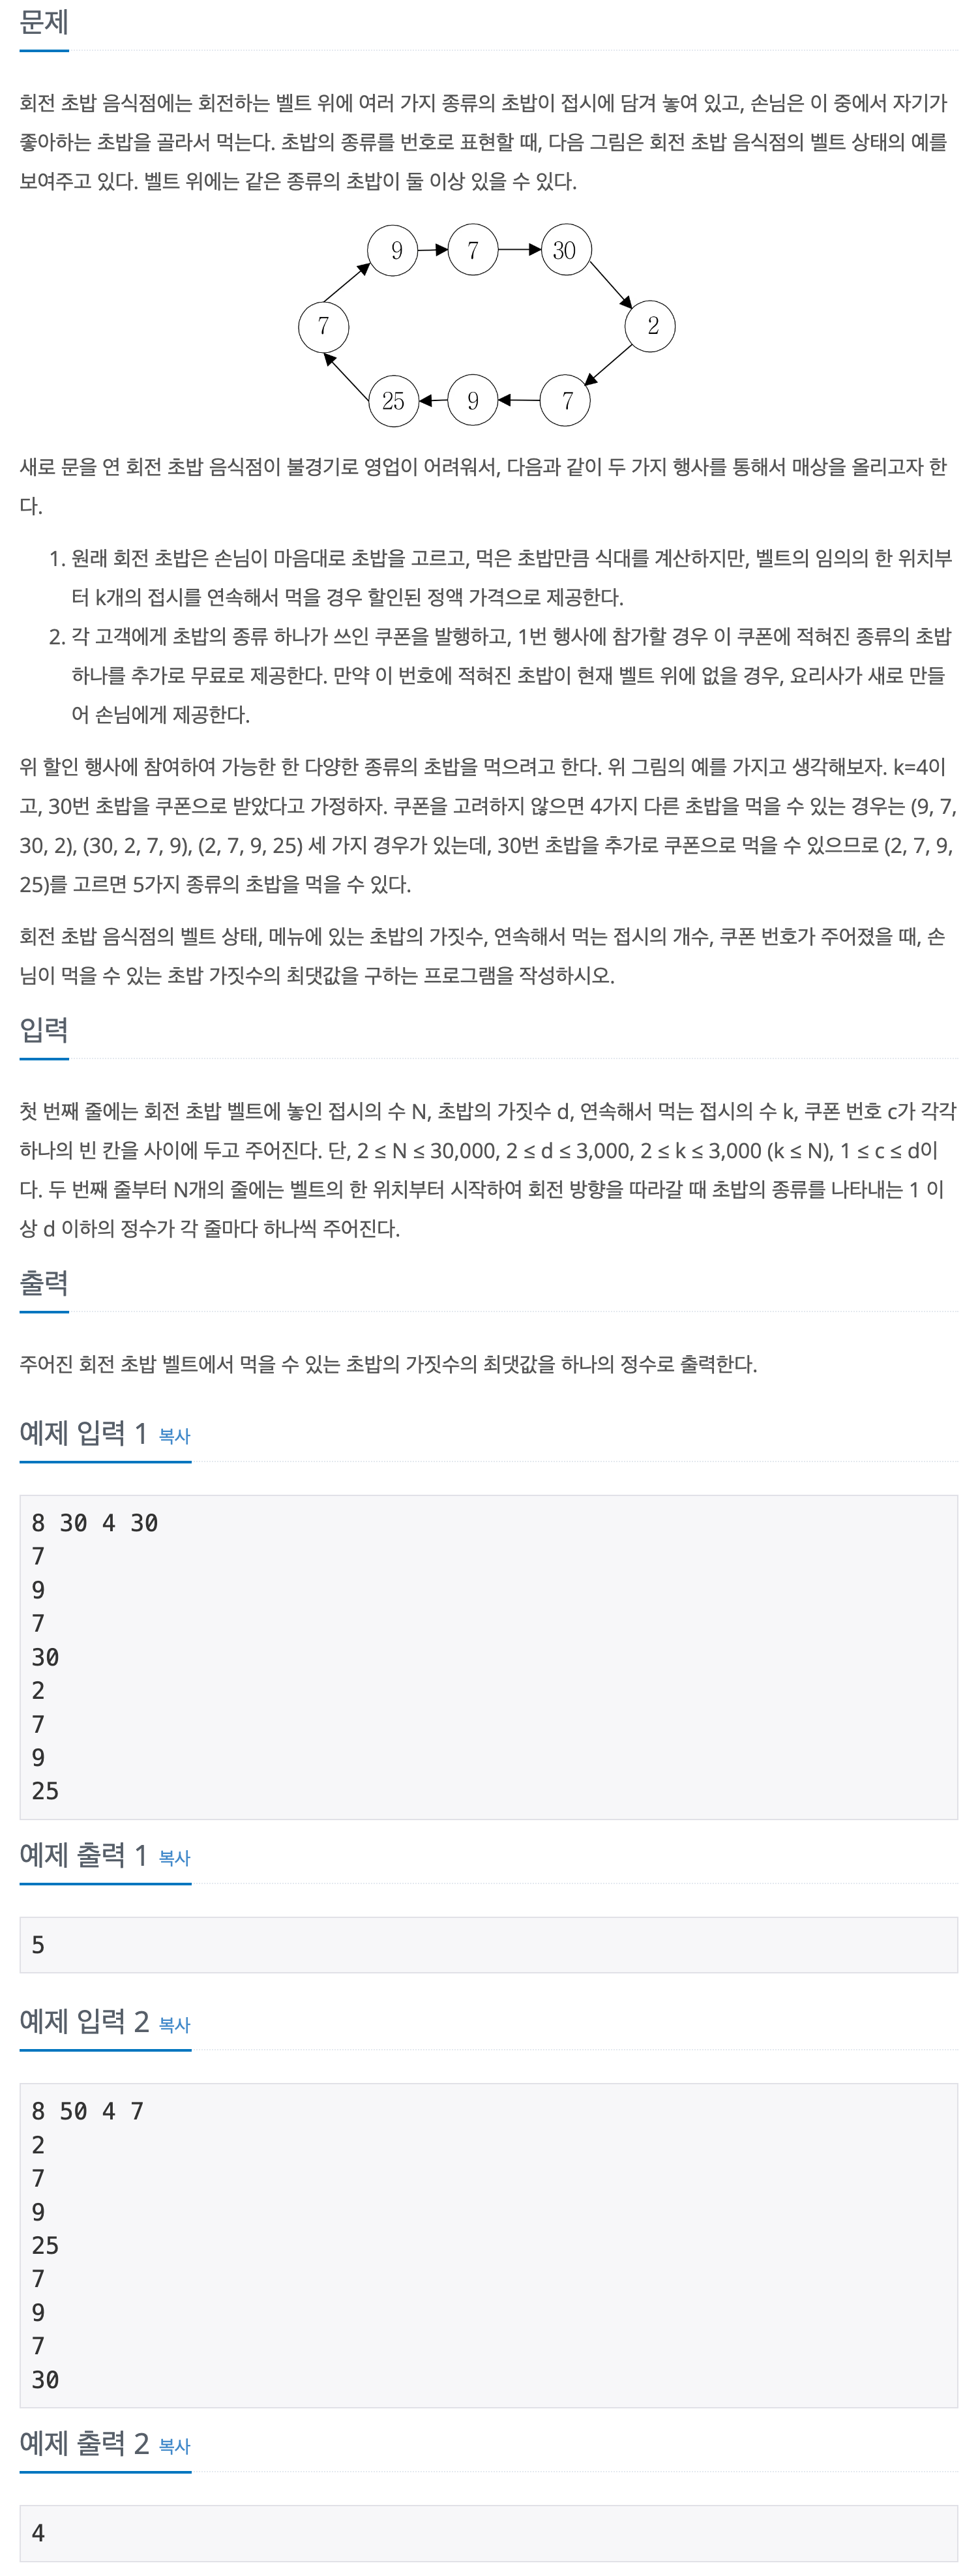 문제
회전 초밥 음식점에는 회전하는 벨트 위에 여러 가지 종류의 초밥이 접시에 담겨 놓여 있고, 손님은 이 중에서 자기가
좋아하는 초밥을 골라서 먹는다. 초밥의 종류를 번호로 표현할 때, 다음 그림은 회전 초밥 음식점의 벨트 상태의 예를
보여주고 있다. 벨트 위에는 같은 종류의 초밥이 둘 이상 있을 수 있다.
9 7 30
7 2
25 9 7
새로 문을 연 회전 초밥 음식점이 불경기로 영업이 어려워서, 다음과 같이 두 가지 행사를 통해서 매상을 올리고자 한
다.
1. 원래 회전 초밥은 손님이 마음대로 초밥을 고르고, 먹은 초밥만큼 식대를 계산하지만, 벨트의 임의의 한 위치부
터 k개의 접시를 연속해서 먹을 경우 할인된 정액 가격으로 제공한다.
2. 각 고객에게 초밥의 종류 하나가 쓰인 쿠폰을 발행하고, 1번 행사에 참가할 경우 이 쿠폰에 적혀진 종류의 초밥
하나를 추가로 무료로 제공한다. 만약 이 번호에 적혀진 초밥이 현재 벨트 위에 없을 경우, 요리사가 새로 만들
어 손님에게 제공한다.
위 할인 행사에 참여하여 가능한 한 다양한 종류의 초밥을 먹으려고 한다. 위 그림의 예를 가지고 생각해보자. k=4이
고, 30번 초밥을 쿠폰으로 받았다고 가정하자. 쿠폰을 고려하지 않으면 4가지 다른 초밥을 먹을 수 있는 경우는 (9, 7,
30, 2), (30, 2, 7, 9), (2, 7, 9, 25) 세 가지 경우가 있는데, 30번 초밥을 추가로 쿠폰으로 먹을 수 있으므로 (2, 7, 9,
25)를 고르면 5가지 종류의 초밥을 먹을 수 있다.
회전 초밥 음식점의 벨트 상태, 메뉴에 있는 초밥의 가짓수, 연속해서 먹는 접시의 개수, 쿠폰 번호가 주어졌을 때, 손
님이 먹을 수 있는 초밥 가짓수의 최댓값을 구하는 프로그램을 작성하시오.
입력
첫 번째 줄에는 회전 초밥 벨트에 놓인 접시의 수 N, 초밥의 가짓수 d, 연속해서 먹는 접시의 수 k, 쿠폰 번호 c가 각각
하나의 빈 칸을 사이에 두고 주어진다. 단, 2 ≤ N ≤ 30,000, 2 ≤ d ≤ 3,000, 2 ≤ k ≤ 3,000 (k ≤ N), 1 ≤ c ≤ d이
다. 두 번째 줄부터 N개의 줄에는 벨트의 한 위치부터 시작하여 회전 방향을 따라갈 때 초밥의 종류를 나타내는 1 이
상 d 이하의 정수가 각 줄마다 하나씩 주어진다.
출력
주어진 회전 초밥 벨트에서 먹을 수 있는 초밥의 가짓수의 최댓값을 하나의 정수로 출력한다.
예제 입력 1 복사
8 30 4 30
7
9
7
30
2
7
9
25
예제 출력 1 복사
5
예제 입력 2 복사
8 50 4 7
2
7
9
25
7
9
7
30
예제 출력 2 복사
4